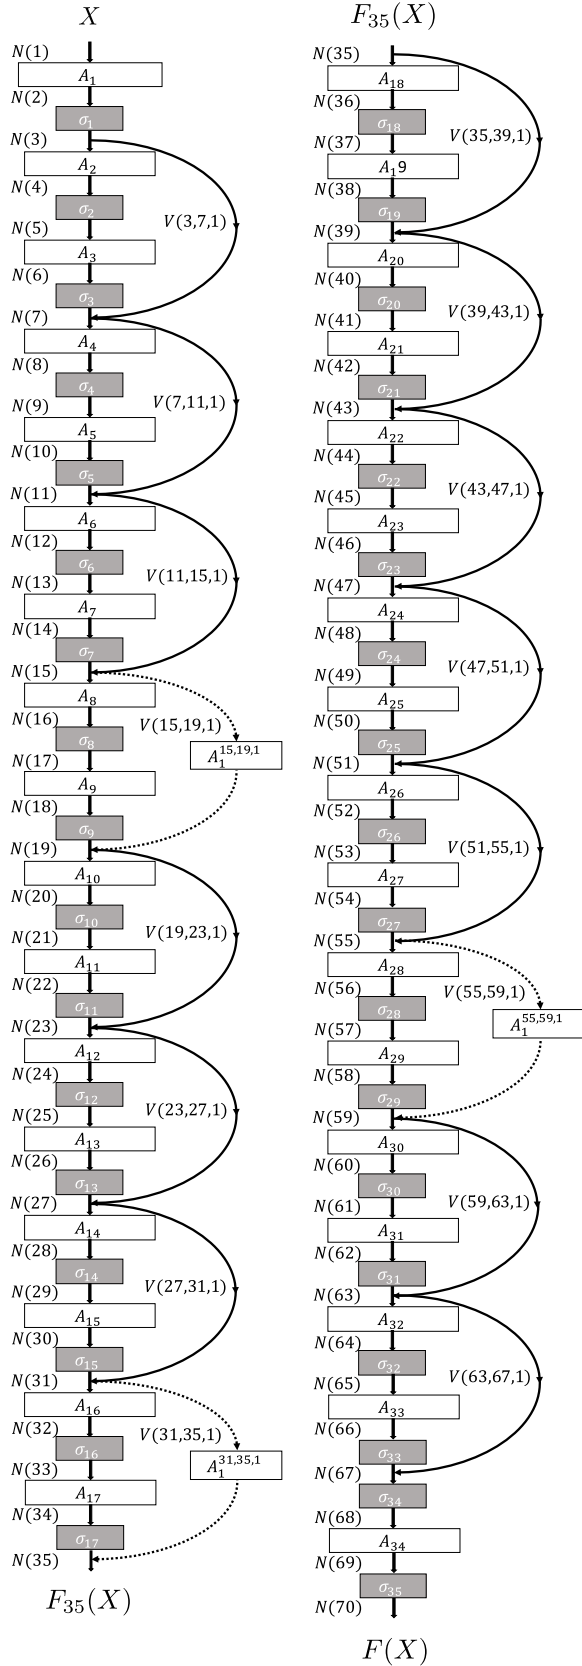 X
N(1)
A₁
N(2)
σ₁
N(3)
A₂
N(4)
σ₂
V(3,7,1)
N(5)
A₃
N(6)
σ₃
N(7)
A₄
N(8)
σ₄
V(7,11,1)
N(9)
A₅
N(10)
σ₅
N(11)
A₆
N(12)
σ₆
V(11,15,1)
N(13)
A₇
N(14)
σ₇
N(15)
A₈
N(16)
V(15,19,1)
σ₈
A₁^{15,19,1}
N(17)
A₉
N(18)
σ₉
N(19)
A₁₀
N(20)
σ₁₀
V(19,23,1)
N(21)
A₁₁
N(22)
σ₁₁
N(23)
A₁₂
N(24)
σ₁₂
V(23,27,1)
N(25)
A₁₃
N(26)
σ₁₃
N(27)
A₁₄
N(28)
σ₁₄
V(27,31,1)
N(29)
A₁₅
N(30)
σ₁₅
N(31)
A₁₆
N(32)
V(31,35,1)
σ₁₆
A₁^{31,35,1}
N(33)
A₁₇
N(34)
σ₁₇
N(35)
F₃₅(X)
F₃₅(X)
N(35)
A₁₈
N(36)
σ₁₈
V(35,39,1)
N(37)
A₁9
N(38)
σ₁₉
N(39)
A₂₀
N(40)
σ₂₀
V(39,43,1)
N(41)
A₂₁
N(42)
σ₂₁
N(43)
A₂₂
N(44)
σ₂₂
V(43,47,1)
N(45)
A₂₃
N(46)
σ₂₃
N(47)
A₂₄
N(48)
σ₂₄
V(47,51,1)
N(49)
A₂₅
N(50)
σ₂₅
N(51)
A₂₆
N(52)
σ₂₆
V(51,55,1)
N(53)
A₂₇
N(54)
σ₂₇
N(55)
A₂₈
N(56)
V(55,59,1)
σ₂₈
A₁^{55,59,1}
N(57)
A₂₉
N(58)
σ₂₉
N(59)
A₃₀
N(60)
σ₃₀
V(59,63,1)
N(61)
A₃₁
N(62)
σ₃₁
N(63)
A₃₂
N(64)
σ₃₂
V(63,67,1)
N(65)
A₃₃
N(66)
σ₃₃
N(67)
σ₃₄
N(68)
A₃₄
N(69)
σ₃₅
N(70)
F(X)